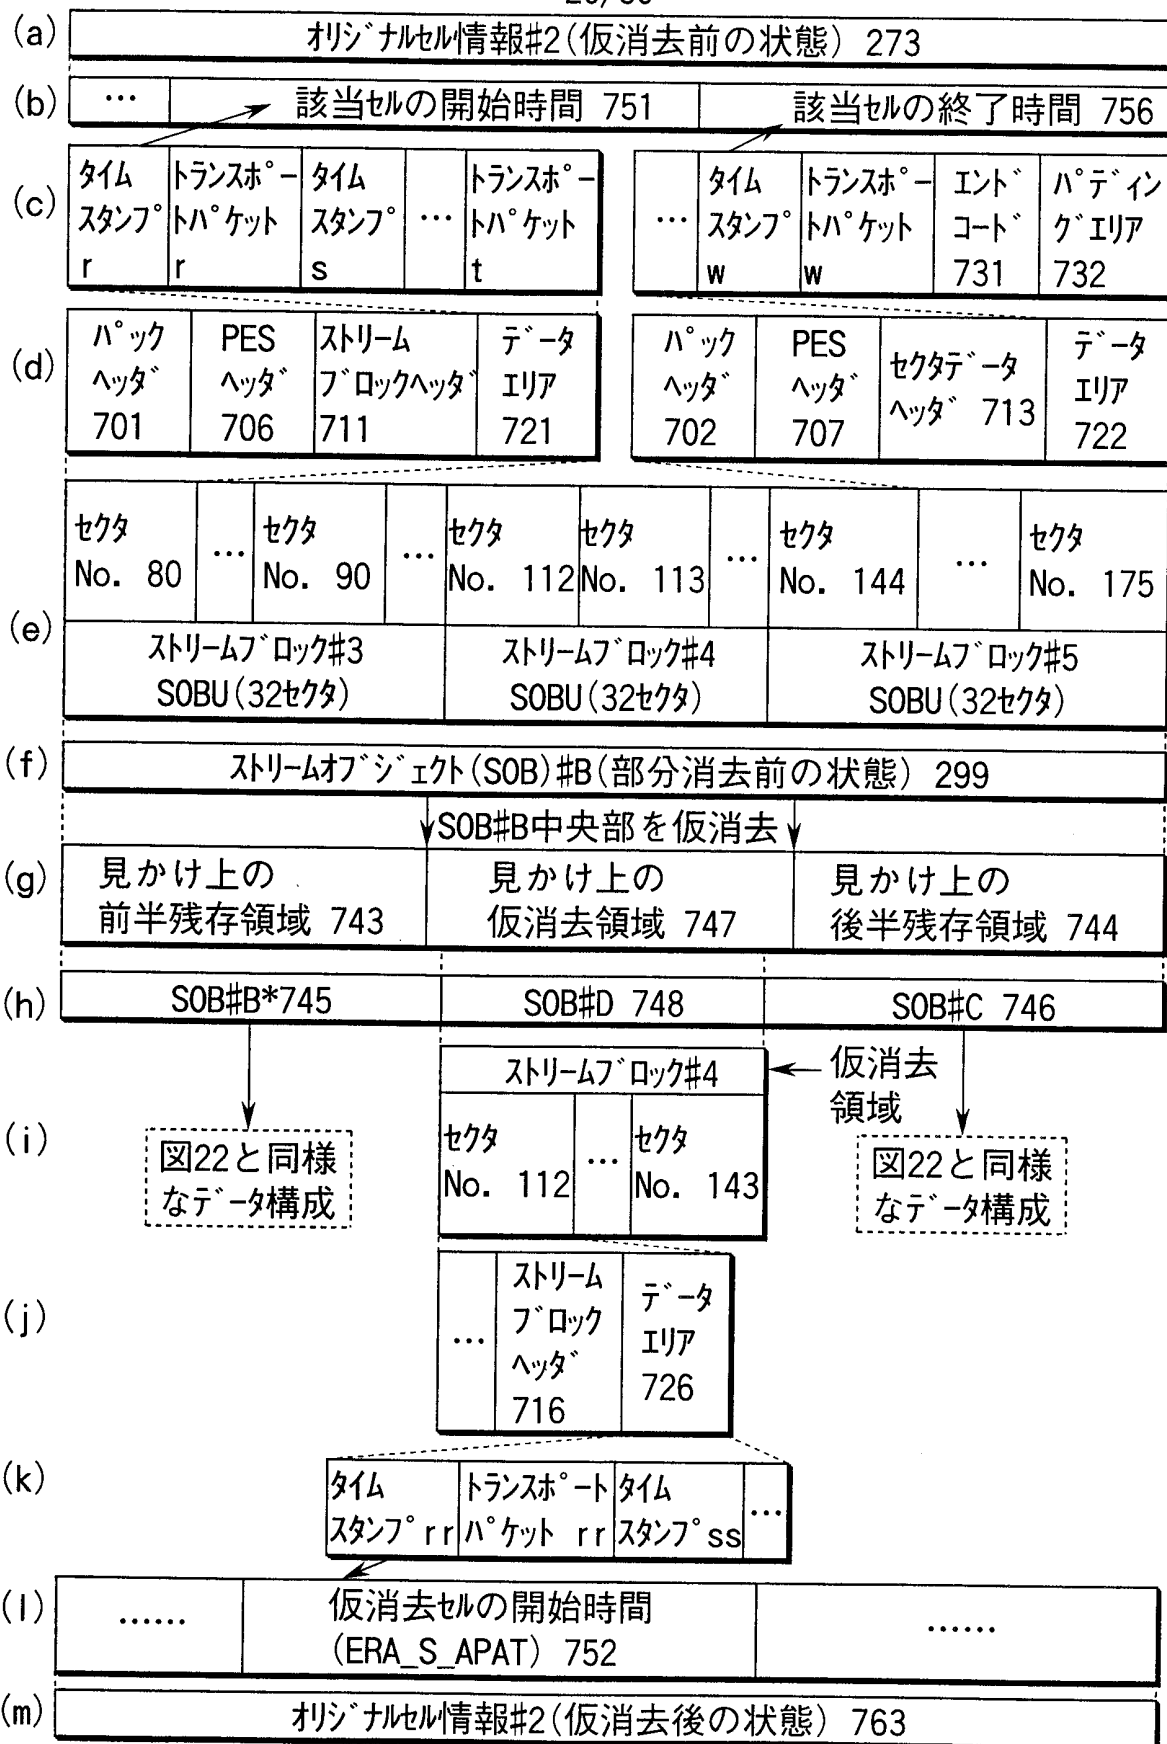 (a)
オリジナルセル情報#2(仮消去前の状態) 273
(b)
… 該当セルの開始時間 751 該当セルの終了時間 756
(c)
タイム
スタンプ
r
トランスポー
トパケット
r
タイム
スタンプ
s
…
トランスポー
トパケット
t
…
タイム
スタンプ
w
トランスポー
トパケット
w
エンド
コード
731
パディン
グエリア
732
(d)
パック
ヘッダ
701
PES
ヘッダ
706
ストリーム
ブロックヘッダ
711
データ
エリア
721
パック
ヘッダ
702
PES
ヘッダ
707
セクタデータ
ヘッダ 713
データ
エリア
722
(e)
セクタ
No. 80
…
セクタ
No. 90
…
セクタ
No. 112
セクタ
No. 113
…
セクタ
No. 144
…
セクタ
No. 175
ストリームブロック#3
SOBU(32セクタ)
ストリームブロック#4
SOBU(32セクタ)
ストリームブロック#5
SOBU(32セクタ)
(f)
ストリームオブジェクト(SOB)#B(部分消去前の状態) 299
SOB#B中央部を仮消去
(g)
見かけ上の
前半残存領域 743
見かけ上の
仮消去領域 747
見かけ上の
後半残存領域 744
(h)
SOB#B*745
SOB#D 748
SOB#C 746
ストリームブロック#4
仮消去
領域
(i)
図22と同様
なデータ構成
セクタ
No. 112
…
セクタ
No. 143
図22と同様
なデータ構成
(j)
…
ストリーム
ブロック
ヘッダ
716
データ
エリア
726
(k)
タイム
スタンプrr
トランスポート
パケット rr
タイム
スタンプss
…
(l)
……
仮消去セルの開始時間
(ERA_S_APAT) 752
……
(m)
オリジナルセル情報#2(仮消去後の状態) 763